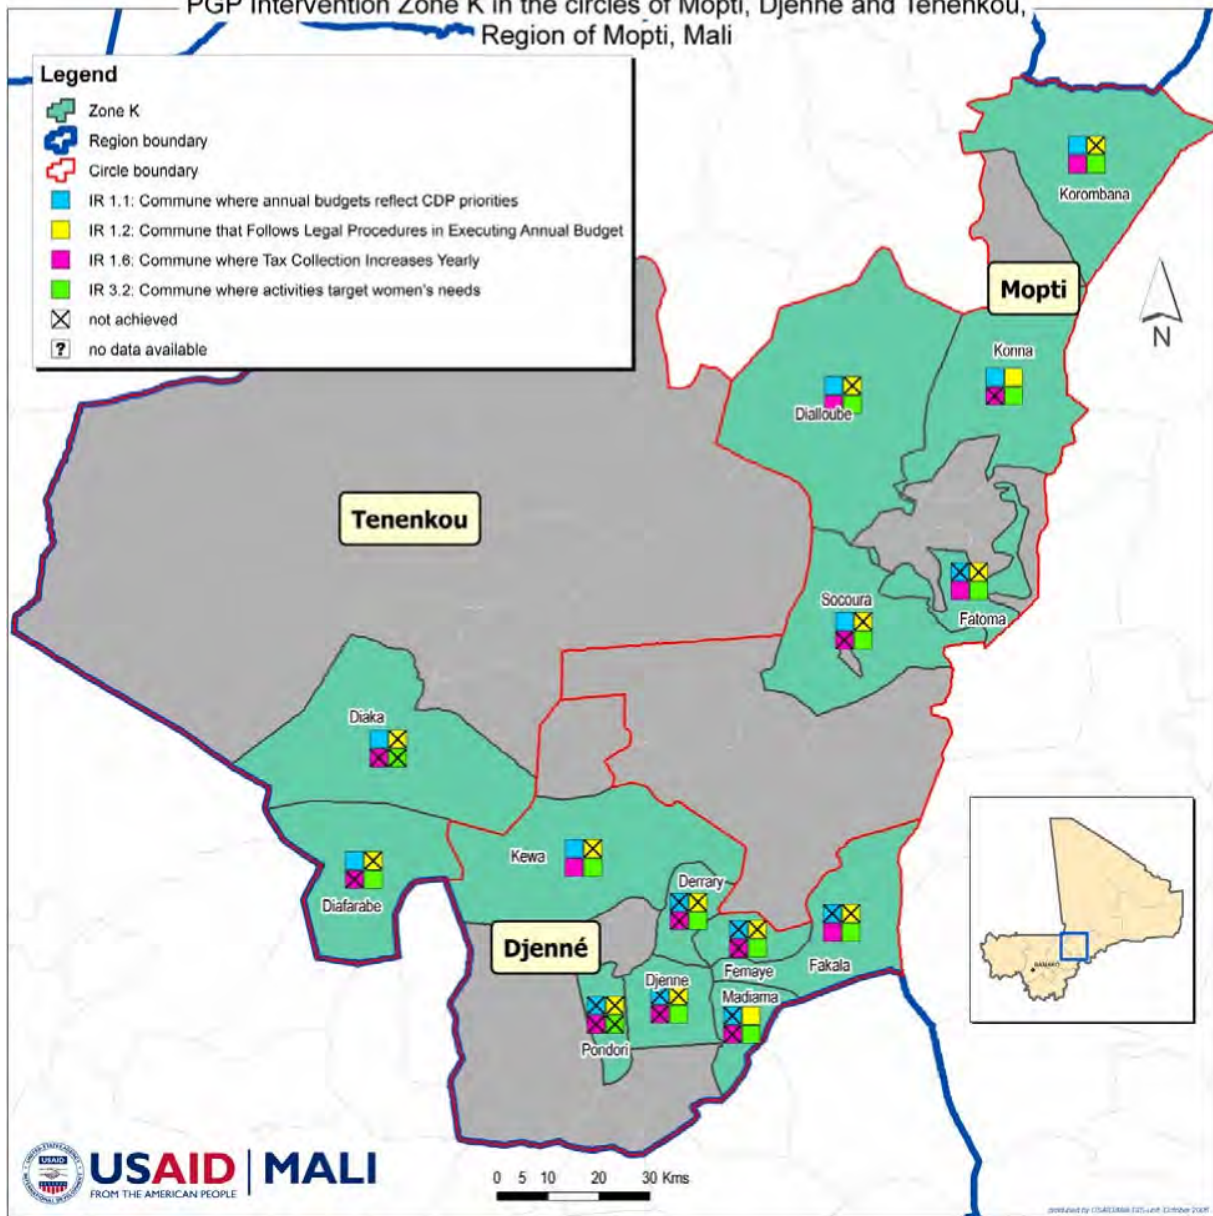 PGP Intervention Zone K in the circles of Mopti, Djenné and Tenenkou,
Region of Mopti, Mali
Legend
Zone K
Region boundary
Circle boundary
IR 1.1: Commune where annual budgets reflect CDP priorities
IR 1.2: Commune that Follows Legal Procedures in Executing Annual Budget
IR 1.6: Commune where Tax Collection Increases Yearly
IR 3.2: Commune where activities target women's needs
not achieved
? no data available
Korombana
Mopti
N
Konna
Dialloube
Tenenkou
Socoura
Fatoma
Diaka
Kewa
Derrary
Diafarabe
Djenné
Femaye
Fakala
Djenne
Madiama
Pondori
BAMAKO
USAID | MALI
FROM THE AMERICAN PEOPLE
0 5 10 20 30 Kms